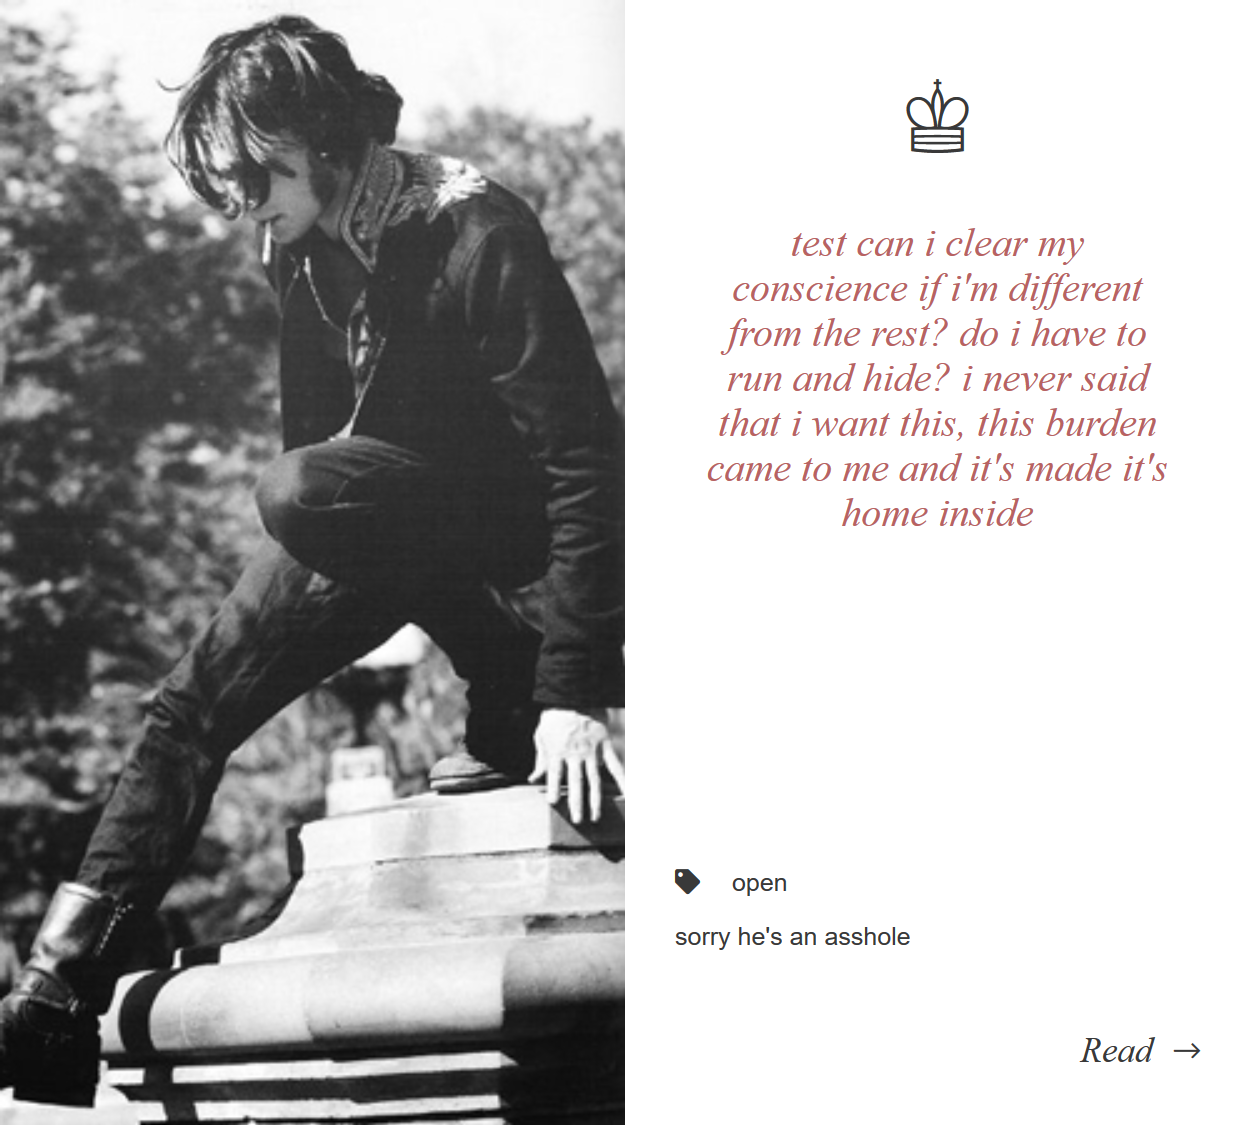 test can i clear my
conscience if i'm different
from the rest? do i have to
run and hide? i never said
that i want this, this burden
came to me and it's made it's
home inside
open
sorry he's an asshole
Read →